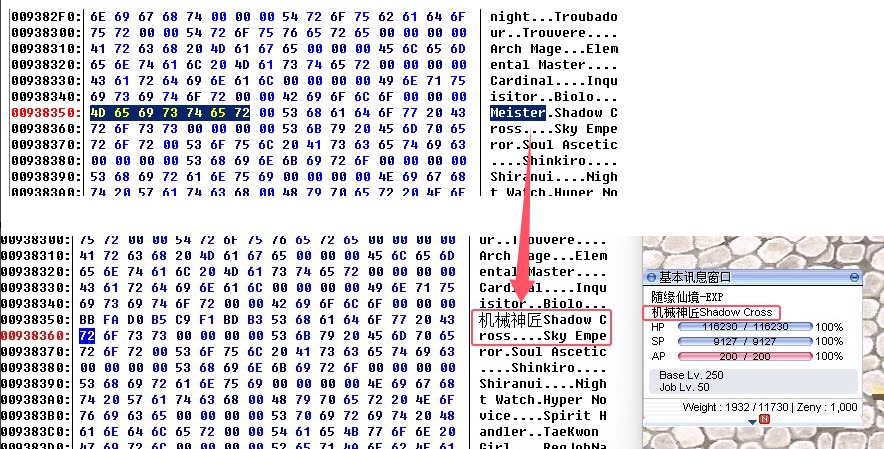 009382F0: 6E 69 67 68 74 00 00 00 54 72 6F 75 62 61 64 6F night...Troubado
00938300: 75 72 00 00 54 72 6F 75 76 65 72 65 00 00 00 00 ur..Trouvere....
00938310: 41 72 63 68 20 4D 61 67 65 00 00 00 45 6C 65 6D Arch Mage...Elem
00938320: 65 6E 74 61 6C 20 4D 61 73 74 65 72 00 00 00 00 ental Master....
00938330: 43 61 72 64 69 6E 61 6C 00 00 00 00 49 6E 71 75 Cardinal....Inqu
00938340: 69 73 69 74 6F 72 00 00 42 69 6F 6C 6F 00 00 00 isitor..Biolo...
00938350: 4D 65 69 73 74 65 72 00 53 68 61 64 6F 77 20 43 Meister.Shadow C
00938360: 72 6F 73 73 00 00 00 00 53 6B 79 20 45 6D 70 65 ross....Sky Empe
00938370: 72 6F 72 00 53 6F 75 6C 20 41 73 63 65 74 69 63 ror.Soul Ascetic
00938380: 00 00 00 00 53 68 69 6E 6B 69 72 6F 00 00 00 00 ....Shinkiro....
00938390: 53 68 69 72 61 6E 75 69 00 00 00 00 4E 69 67 68 Shiranui....Nigh
009383A0: 74 20 57 61 74 63 68 00 48 79 70 65 72 20 4E 6F t Watch.Hyper No
00938300: 75 72 00 00 54 72 6F 75 76 65 72 65 00 00 00 00 ur..Trouvere....
00938310: 41 72 63 68 20 4D 61 67 65 00 00 00 45 6C 65 6D Arch Mage...Elem
00938320: 65 6E 74 61 6C 20 4D 61 73 74 65 72 00 00 00 00 ental Master....
00938330: 43 61 72 64 69 6E 61 6C 00 00 00 00 49 6E 71 75 Cardinal....Inqu
00938340: 69 73 69 74 6F 72 00 00 42 69 6F 6C 6F 00 00 00 isitor..Biolo...
00938350: BB FA D0 B5 C9 F1 BD B3 53 68 61 64 6F 77 20 43 机械神匠Shadow C
00938360: 72 6F 73 73 00 00 00 00 53 6B 79 20 45 6D 70 65 ross....Sky Empe
00938370: 72 6F 72 00 53 6F 75 6C 20 41 73 63 65 74 69 63 ror.Soul Ascetic
00938380: 00 00 00 00 53 68 69 6E 6B 69 72 6F 00 00 00 00 ....Shinkiro....
00938390: 53 68 69 72 61 6E 75 69 00 00 00 00 4E 69 67 68 Shiranui....Nigh
009383A0: 74 20 57 61 74 63 68 00 48 79 70 65 72 20 4E 6F t Watch.Hyper No
009383B0: 76 69 63 65 00 00 00 00 53 70 69 72 69 74 20 48 vice....Spirit H
009383C0: 61 6E 64 6C 65 72 00 00 54 61 65 4B 77 6F 6E 20 andler..TaeKwon
基本讯息窗口
随缘仙境-EXP
机械神匠Shadow Cross
HP 116230 / 116230 100%
SP 9127 / 9127 100%
AP 200 / 200 100%
Base Lv. 250
Job Lv. 50
Weight : 1932 / 11730 | Zeny : 1,000
N